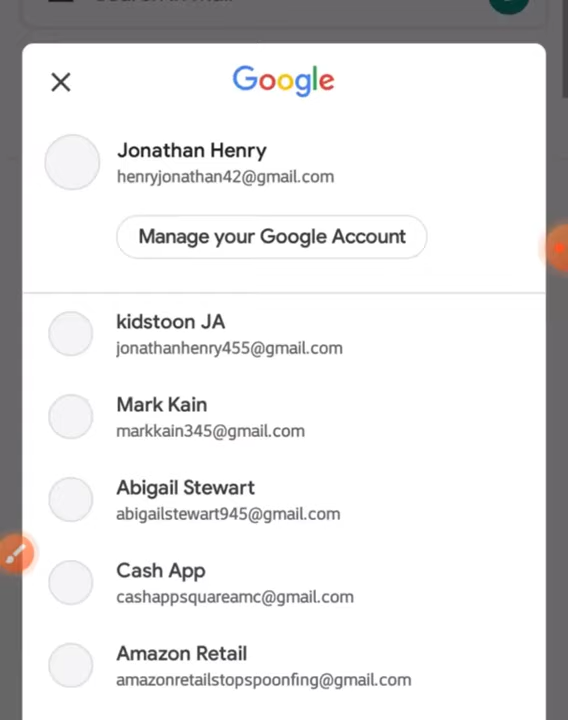 Google
Jonathan Henry
henryjonathan42@gmail.com
Manage your Google Account
kidstoon JA
jonathanhenry455@gmail.com
Mark Kain
markkain345@gmail.com
Abigail Stewart
abigailstewart945@gmail.com
Cash App
cashappsquareamc@gmail.com
Amazon Retail
amazonretailstopspoonfing@gmail.com